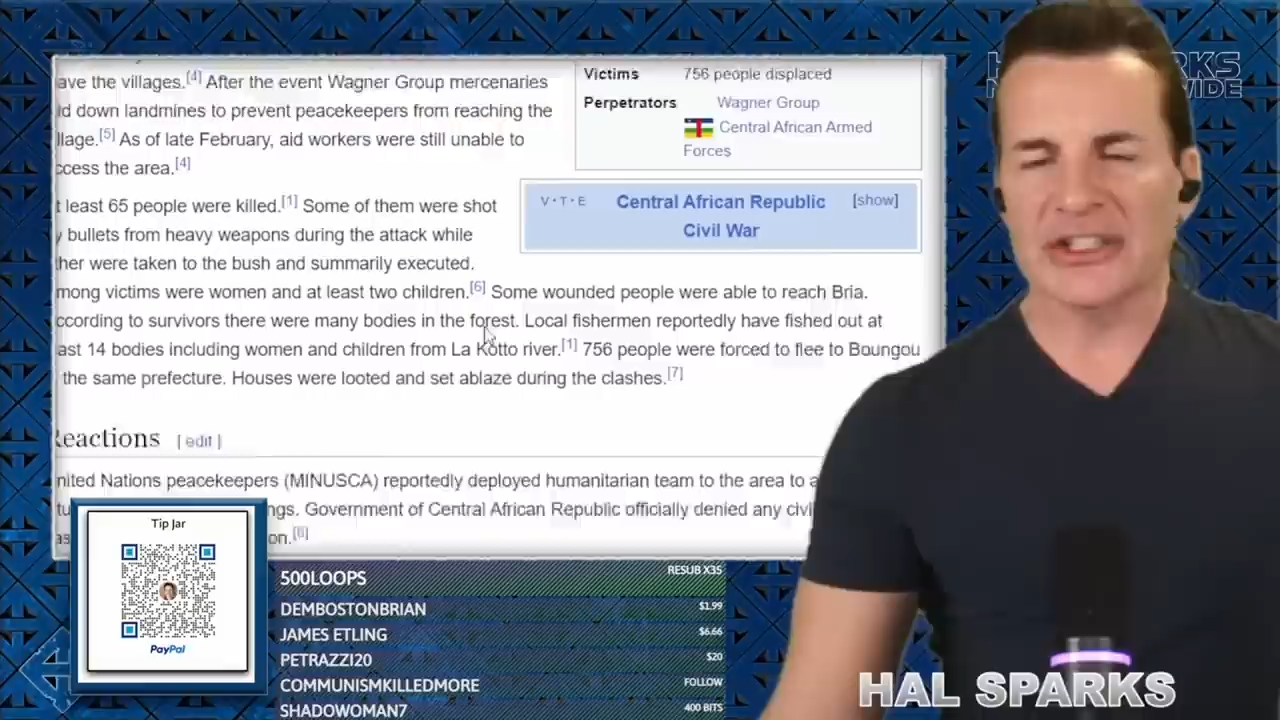 ave the villages.[4] After the event Wagner Group mercenaries
id down landmines to prevent peacekeepers from reaching the
llage.[5] As of late February, aid workers were still unable to
ccess the area.[4]
Victims 756 people displaced
Perpetrators Wagner Group
Central African Armed
Forces
t least 65 people were killed.[1] Some of them were shot
y bullets from heavy weapons during the attack while
ther were taken to the bush and summarily executed.
V·T·E Central African Republic [show]
Civil War
mong victims were women and at least two children.[6] Some wounded people were able to reach Bria.
ccording to survivors there were many bodies in the forest. Local fishermen reportedly have fished out at
ast 14 bodies including women and children from La Kotto river.[1] 756 people were forced to flee to Boungou
the same prefecture. Houses were looted and set ablaze during the clashes.[7]
Reactions [ edit ]
nited Nations peacekeepers (MINUSCA) reportedly deployed humanitarian team to the area to a
ngs. Government of Central African Republic officially denied any civi
on.
Tip Jar
PayPal
500LOOPS RESUB X35
DEMBOSTONBRIAN $1.99
JAMES ETLING $6.66
PETRAZZI20 $20
COMMUNISMKILLEDMORE FOLLOW
SHADOWOMAN7 400 BITS
HAL SPARKS